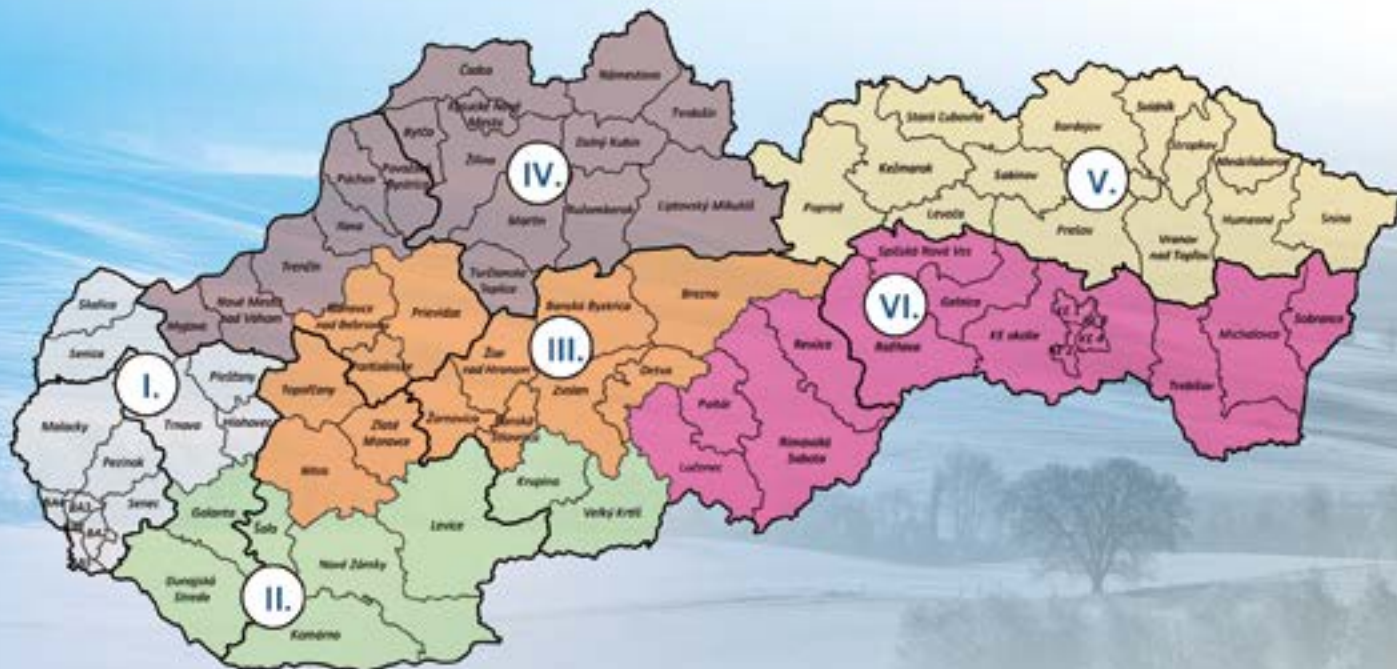 Čadca
Námestovo
Kysucké Nové
Mesto
Tvrdošín
Bytča
Dolný Kubín
Žilina
IV.
Púchov
Považská
Bystrica
Martin
Ružomberok
Liptovský Mikuláš
Ilava
Trenčín
Turčianske
Teplice
Nové Mesto
nad Váhom
Myjava
Svidník
Stará Ľubovňa
Bardejov
Stropkov
Medzilaborce
Kežmarok
Sabinov
V.
Poprad
Levoča
Prešov
Humenné
Snina
Vranov
nad Topľou
Spišská Nová Ves
Gelnica
VI.
Rožňava
KE okolie
Michalovce
Sobrance
Trebišov
Skalica
Senica
I.
Piešťany
Malacky
Trnava
Hlohovec
Pezinok
Senec
Bánovce
nad Bebravou
Prievidza
Banská Bystrica
Brezno
III.
Partizánske
Žiar
nad Hronom
Detva
Zvolen
Topoľčany
Žarnovica
Banská
Štiavnica
Zlaté
Moravce
Nitra
Revúca
Poltár
Rimavská
Sobota
Lučenec
Krupina
Veľký Krtíš
Galanta
Šaľa
Levice
Nové Zámky
Dunajská
Streda
II.
Komárno